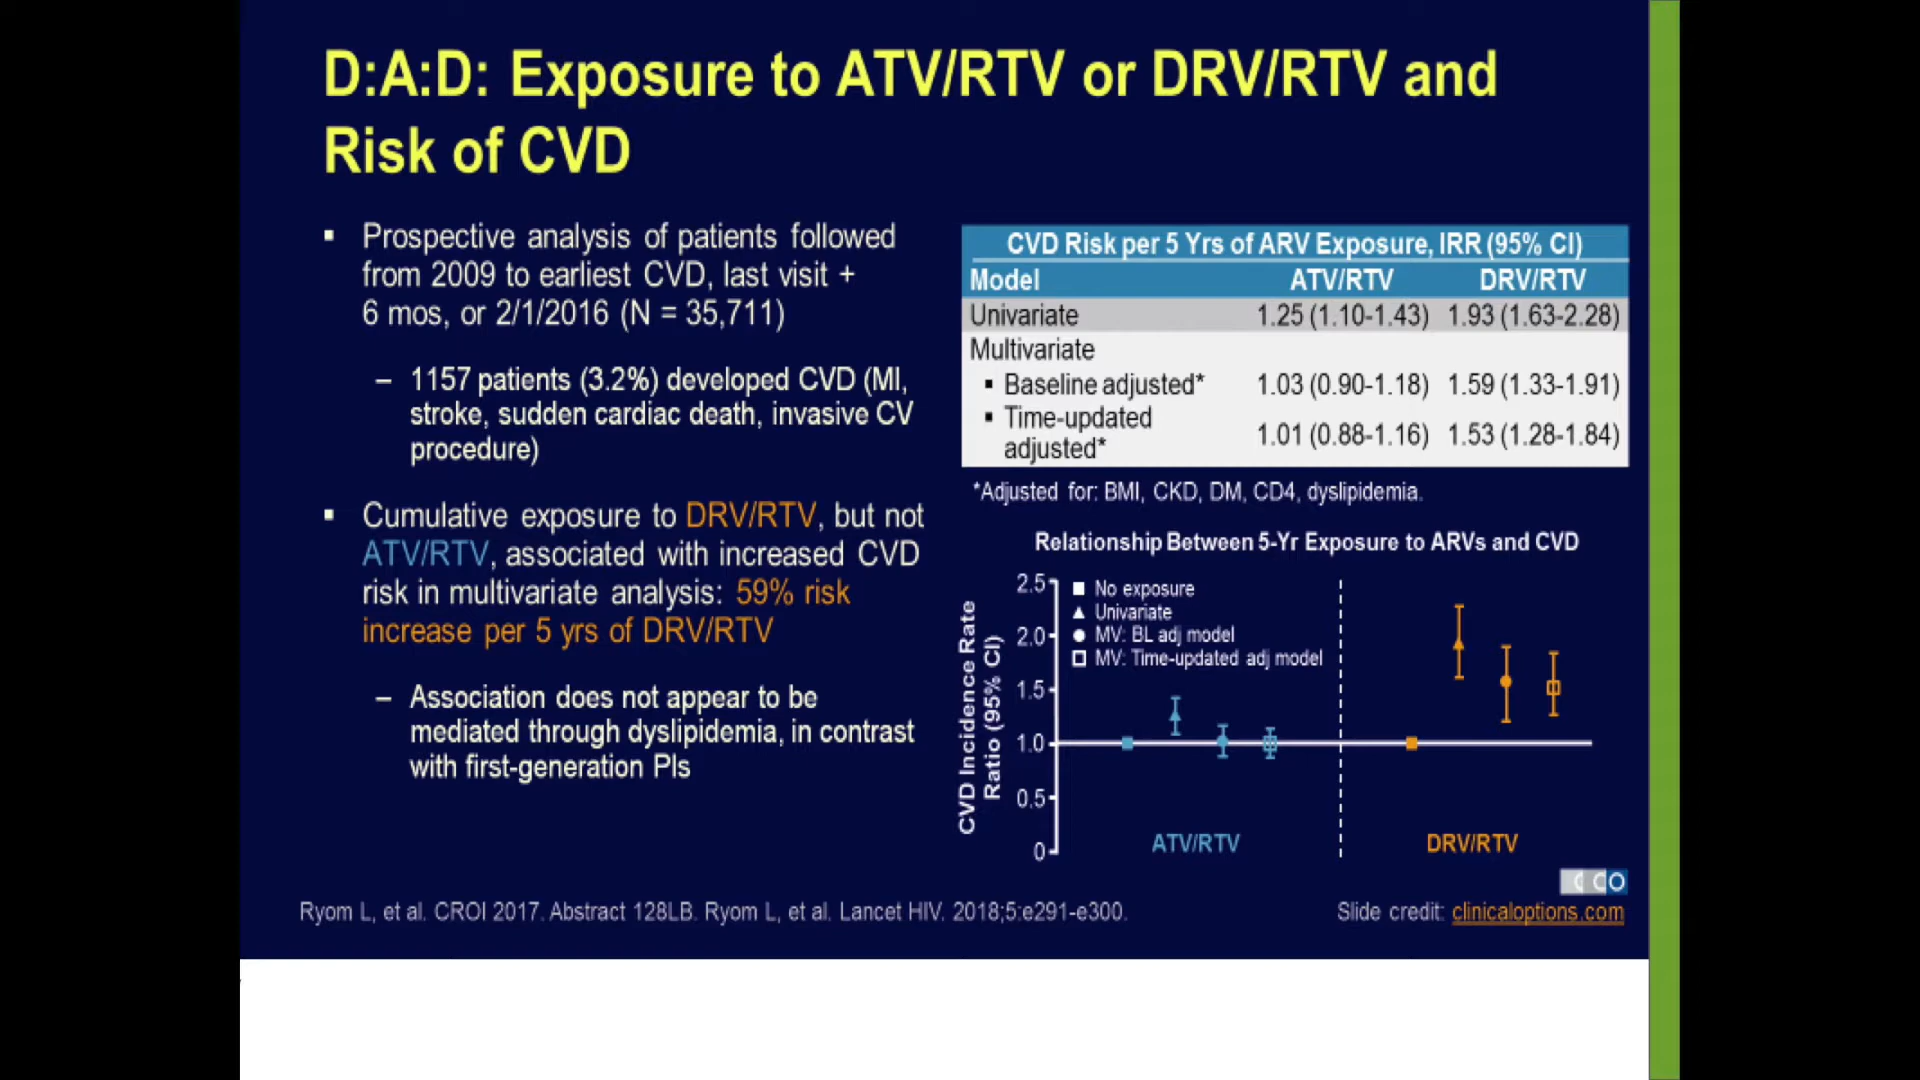 D:A:D: Exposure to ATV/RTV or DRV/RTV and
Risk of CVD
▪ Prospective analysis of patients followed
from 2009 to earliest CVD, last visit +
6 mos, or 2/1/2016 (N = 35,711)
– 1157 patients (3.2%) developed CVD (MI,
stroke, sudden cardiac death, invasive CV
procedure)
▪ Cumulative exposure to DRV/RTV, but not
ATV/RTV, associated with increased CVD
risk in multivariate analysis: 59% risk
increase per 5 yrs of DRV/RTV
– Association does not appear to be
mediated through dyslipidemia, in contrast
with first-generation PIs
CVD Risk per 5 Yrs of ARV Exposure, IRR (95% CI)
Model ATV/RTV DRV/RTV
Univariate 1.25 (1.10-1.43) 1.93 (1.63-2.28)
Multivariate
▪ Baseline adjusted* 1.03 (0.90-1.18) 1.59 (1.33-1.91)
▪ Time-updated
adjusted* 1.01 (0.88-1.16) 1.53 (1.28-1.84)
*Adjusted for: BMI, CKD, DM, CD4, dyslipidemia.
Relationship Between 5-Yr Exposure to ARVs and CVD
CVD Incidence Rate
Ratio (95% CI)
2.5
2.0
1.5
1.0
0.5
0
No exposure
Univariate
MV: BL adj model
MV: Time-updated adj model
ATV/RTV
DRV/RTV
CCO
Ryom L, et al. CROI 2017. Abstract 128LB. Ryom L, et al. Lancet HIV. 2018;5:e291-e300.
Slide credit: clinicaloptions.com